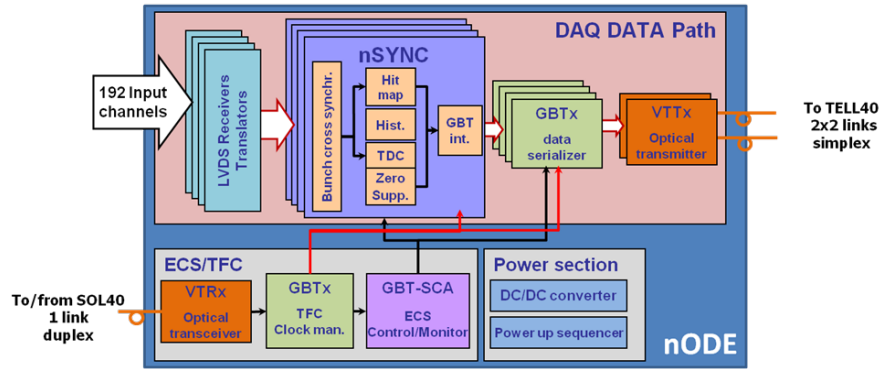 DAQ DATA Path
192 Input
channels
LVDS Receivers
Translators
nSYNC
Bunch cross synchr.
Hit
map
Hist.
TDC
Zero
Supp.
GBT
int.
GBTx
data
serializer
VTTx
Optical
transmitter
To TELL40
2x2 links
simplex
ECS/TFC
To/from SOL40
1 link
duplex
VTRx
Optical
transceiver
GBTx
TFC
Clock man.
GBT-SCA
ECS
Control/Monitor
Power section
DC/DC converter
Power up sequencer
nODE